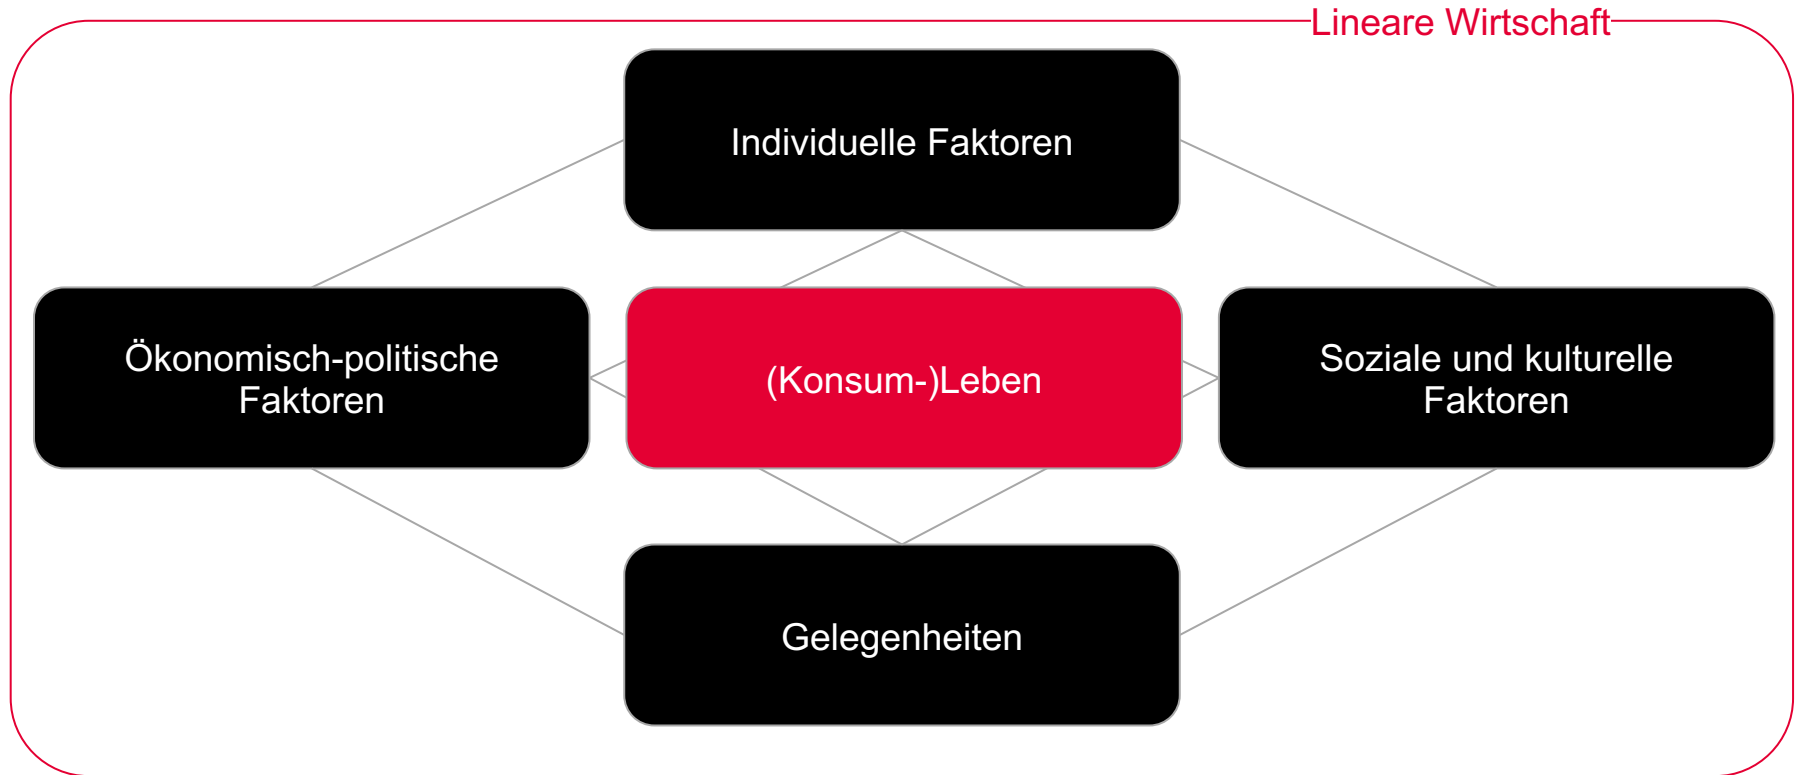 Lineare Wirtschaft
Individuelle Faktoren
Ökonomisch-politische
Faktoren
(Konsum-)Leben
Soziale und kulturelle
Faktoren
Gelegenheiten